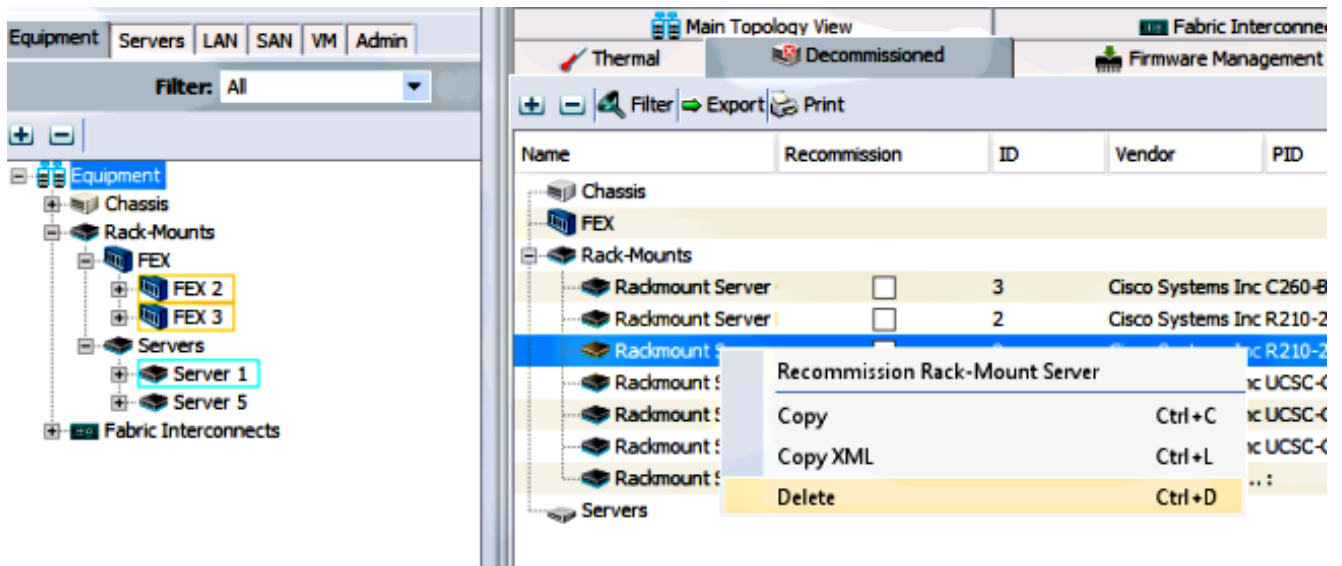 Equipment Servers LAN SAN VM Admin
Filter: All
Equipment
Chassis
Rack-Mounts
FEX
FEX 2
FEX 3
Servers
Server 1
Server 5
Fabric Interconnects
Main Topology View Fabric Interconnec
Thermal Decommissioned Firmware Management
Filter Export Print
Name Recommission ID Vendor PID
Chassis
FEX
Rack-Mounts
Rackmount Server 3 Cisco Systems Inc C260-B
Rackmount Server 2 Cisco Systems Inc R210-2
Rackmount S nc R210-2
Rackmount S nc UCSC-C
Rackmount S nc UCSC-C
Rackmount S nc UCSC-C
Rackmount S ..:
Servers
Recommission Rack-Mount Server
Copy Ctrl+C
Copy XML Ctrl+L
Delete Ctrl+D